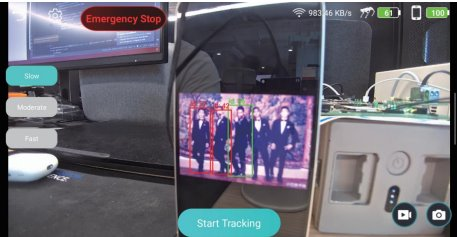 Emergency Stop
983.46 KB/s
61
100
Slow
Moderate
Fast
Start Tracking